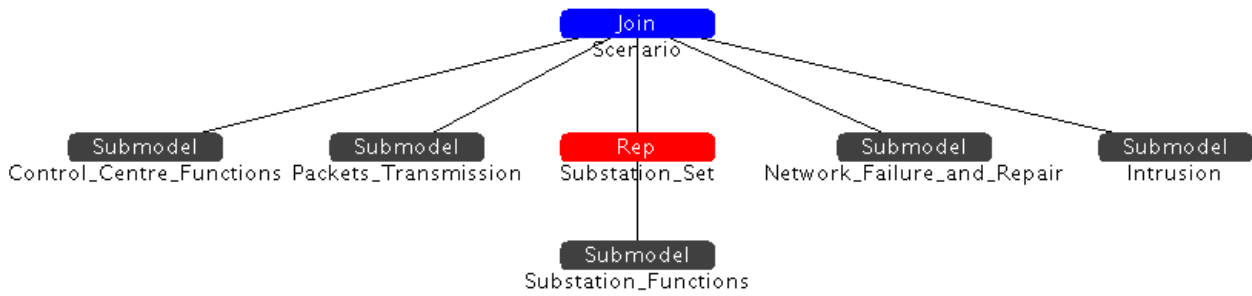 Join
Scenario
Submodel Submodel Rep Submodel Submodel
Control_Centre_Functions Packets_Transmission Substation_Set Network_Failure_and_Repair Intrusion
Submodel
Substation_Functions